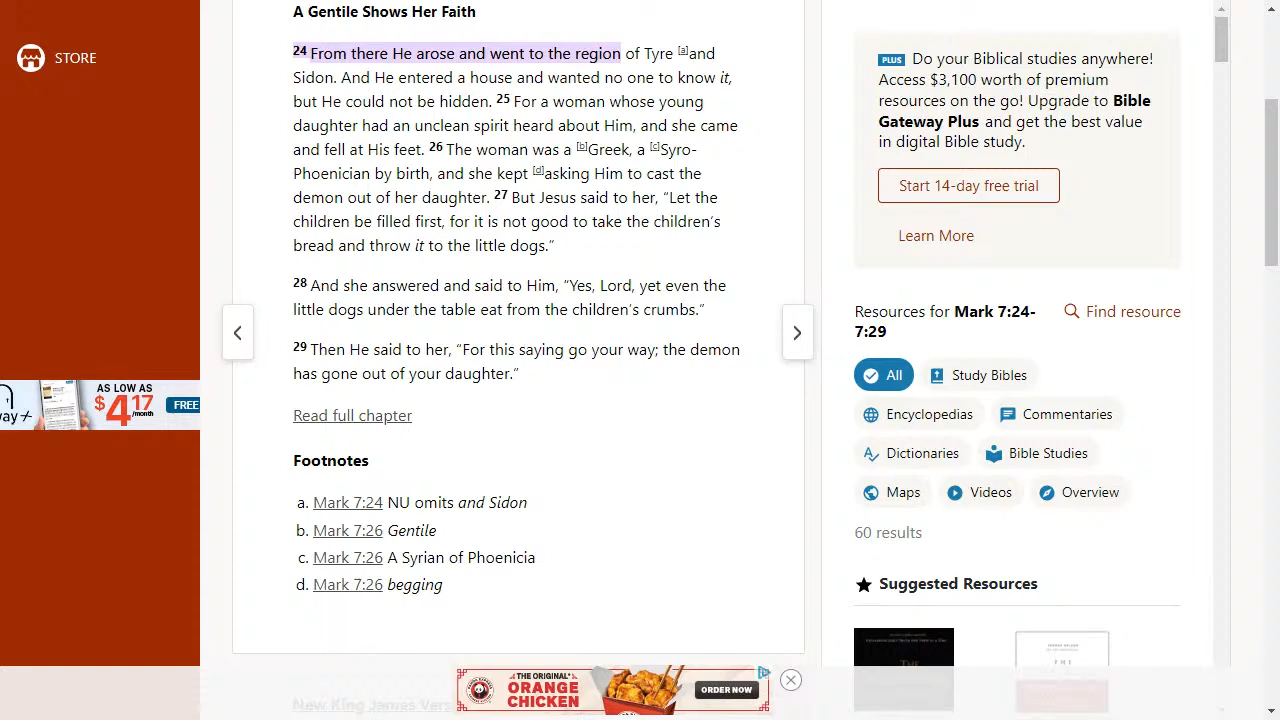 STORE
way+
AS LOW AS
$4.17
/month
FREE
A Gentile Shows Her Faith
24 From there He arose and went to the region of Tyre [a]and
Sidon. And He entered a house and wanted no one to know it,
but He could not be hidden. 25 For a woman whose young
daughter had an unclean spirit heard about Him, and she came
and fell at His feet. 26 The woman was a [b]Greek, a [c]Syro-
Phoenician by birth, and she kept [d]asking Him to cast the
demon out of her daughter. 27 But Jesus said to her, “Let the
children be filled first, for it is not good to take the children’s
bread and throw it to the little dogs.”
28 And she answered and said to Him, “Yes, Lord, yet even the
little dogs under the table eat from the children’s crumbs.”
29 Then He said to her, “For this saying go your way; the demon
has gone out of your daughter.”
Read full chapter
Footnotes
a. Mark 7:24 NU omits and Sidon
b. Mark 7:26 Gentile
c. Mark 7:26 A Syrian of Phoenicia
d. Mark 7:26 begging
New King James Vers
THE ORIGINAL
ORANGE
CHICKEN
ORDER NOW
PLUS Do your Biblical studies anywhere!
Access $3,100 worth of premium
resources on the go! Upgrade to Bible
Gateway Plus and get the best value
in digital Bible study.
Start 14-day free trial
Learn More
Resources for Mark 7:24-
7:29
Find resource
All
Study Bibles
Encyclopedias
Commentaries
Dictionaries
Bible Studies
Maps
Videos
Overview
60 results
Suggested Resources
THE
THE